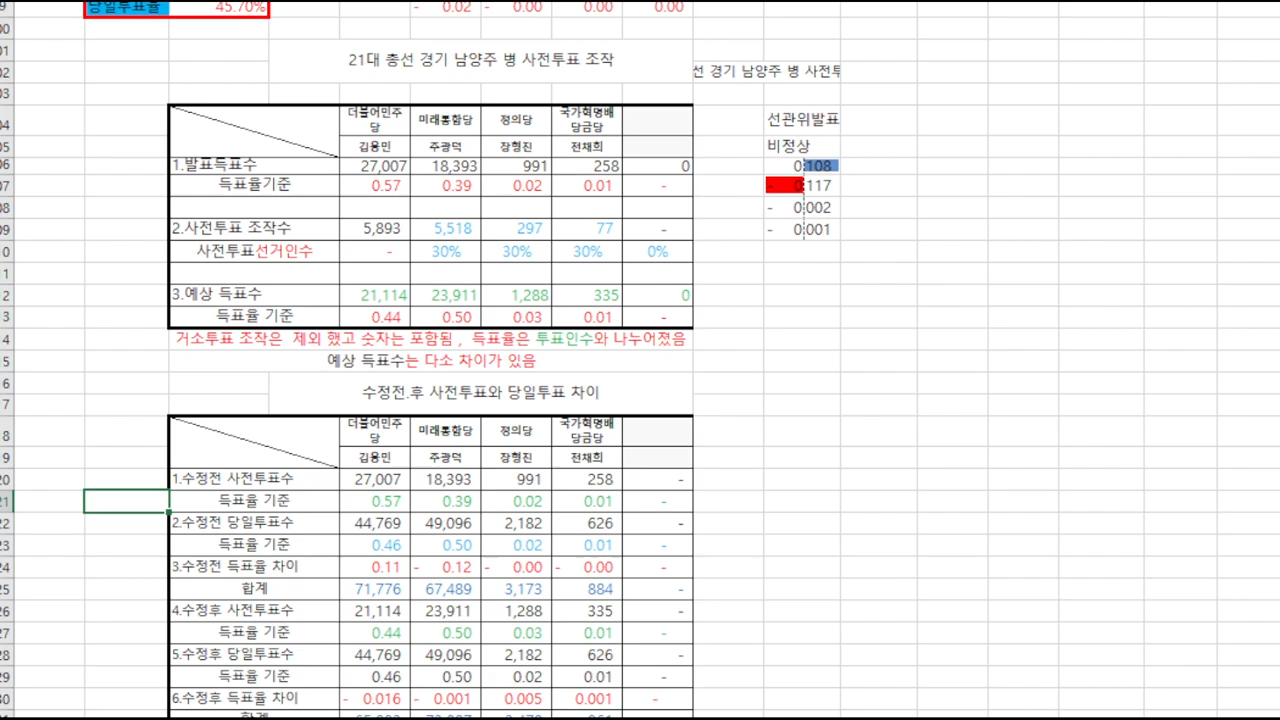 당일투표율 45.70% - 0.02 - 0.00 0.00 0.00
21대 총선 경기 남양주 병 사전투표 조작
선 경기 남양주 병 사전투
더불어민주당 미래통합당 정의당 국가혁명배당금당
선관위발표
김용민 주광덕 장형진 전채희
비정상
1.발표득표수 27,007 18,393 991 258 0
0.108
득표율기준 0.57 0.39 0.02 0.01 -
- 0.117
- 0.002
2.사전투표 조작수 5,893 5,518 297 77 -
- 0.001
사전투표선거인수 - 30% 30% 30% 0%
3.예상 득표수 21,114 23,911 1,288 335 0
득표율 기준 0.44 0.50 0.03 0.01 -
거소투표 조작은 제외 했고 숫자는 포함됨 , 득표율은 투표인수와 나누어졌음
예상 득표수는 다소 차이가 있음
수정전.후 사전투표와 당일투표 차이
더불어민주당 미래통합당 정의당 국가혁명배당금당
김용민 주광덕 장형진 전채희
1.수정전 사전투표수 27,007 18,393 991 258 -
득표율 기준 0.57 0.39 0.02 0.01 -
2.수정전 당일투표수 44,769 49,096 2,182 626 -
득표율 기준 0.46 0.50 0.02 0.01 -
3.수정전 득표율 차이 0.11 - 0.12 - 0.00 - 0.00 -
합계 71,776 67,489 3,173 884 -
4.수정후 사전투표수 21,114 23,911 1,288 335 -
득표율 기준 0.44 0.50 0.03 0.01 -
5.수정후 당일투표수 44,769 49,096 2,182 626 -
득표율 기준 0.46 0.50 0.02 0.01 -
6.수정후 득표율 차이 - 0.016 - 0.001 0.005 0.001 -
합계